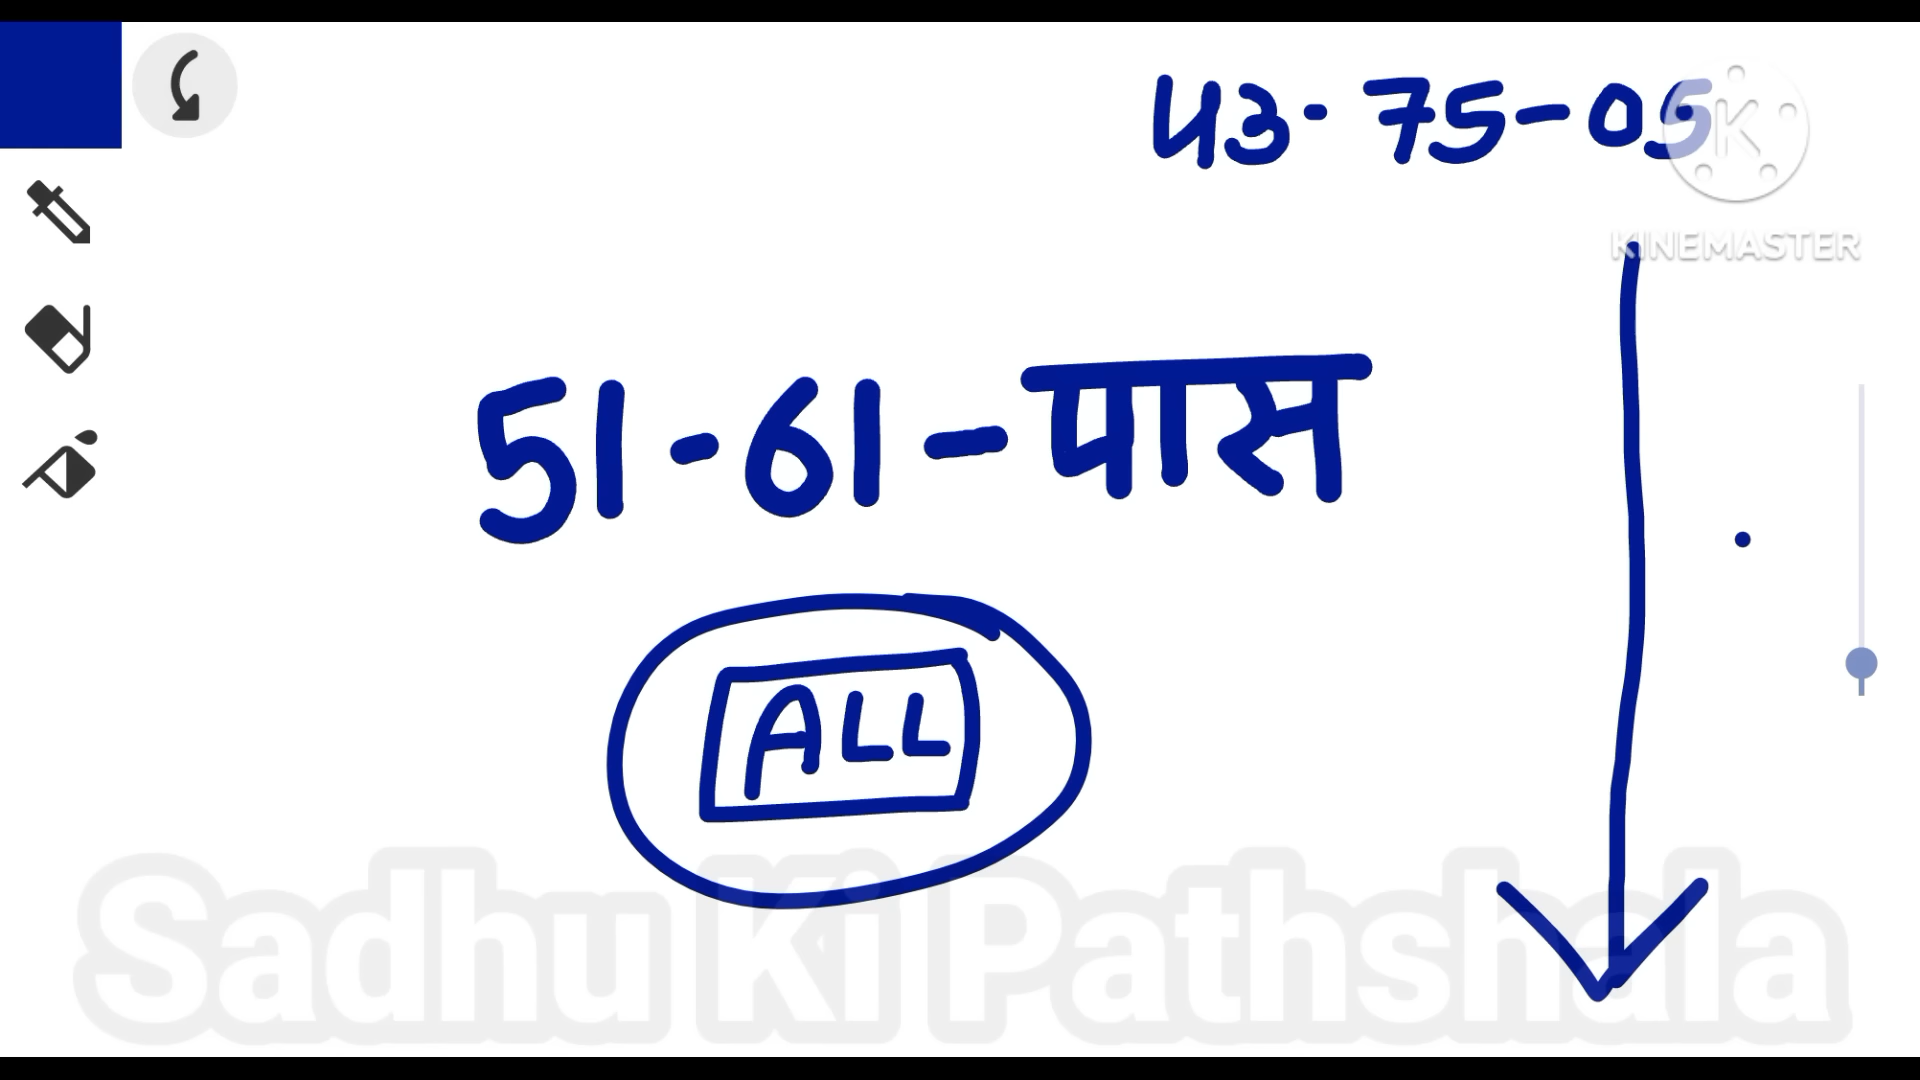 43-75-05
KINEMASTER
51-61-पास
ALL
Sadhu Ki Pathshala